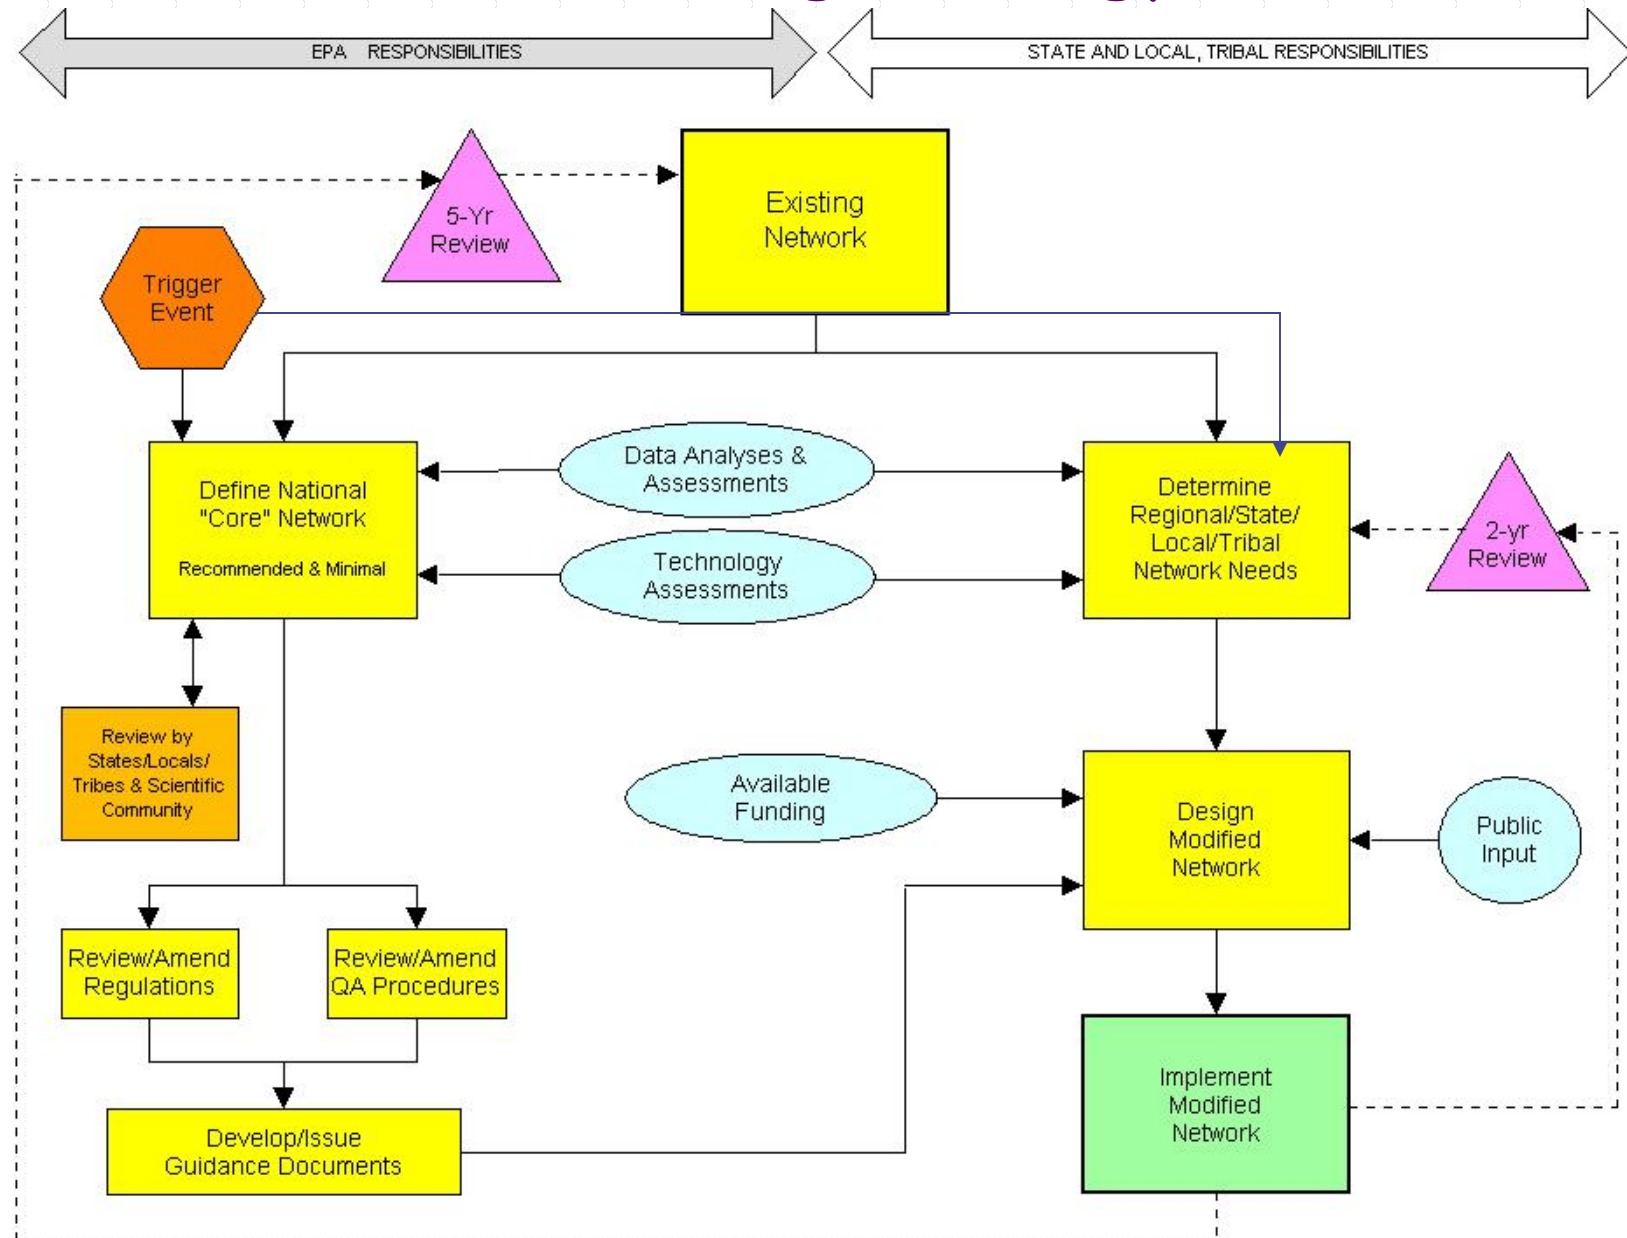 EPA RESPONSIBILITIES
STATE AND LOCAL, TRIBAL RESPONSIBILITIES
5-Yr
Review
Existing
Network
Trigger
Event
Data Analyses &
Assessments
Define National
"Core" Network
Recommended & Minimal
Technology
Assessments
Determine
Regional/State/
Local/Tribal
Network Needs
2-yr
Review
Review by
States/Locals/
Tribes & Scientific
Community
Available
Funding
Design
Modified
Network
Public
Input
Review/Amend
Regulations
Review/Amend
QA Procedures
Develop/Issue
Guidance Documents
Implement
Modified
Network